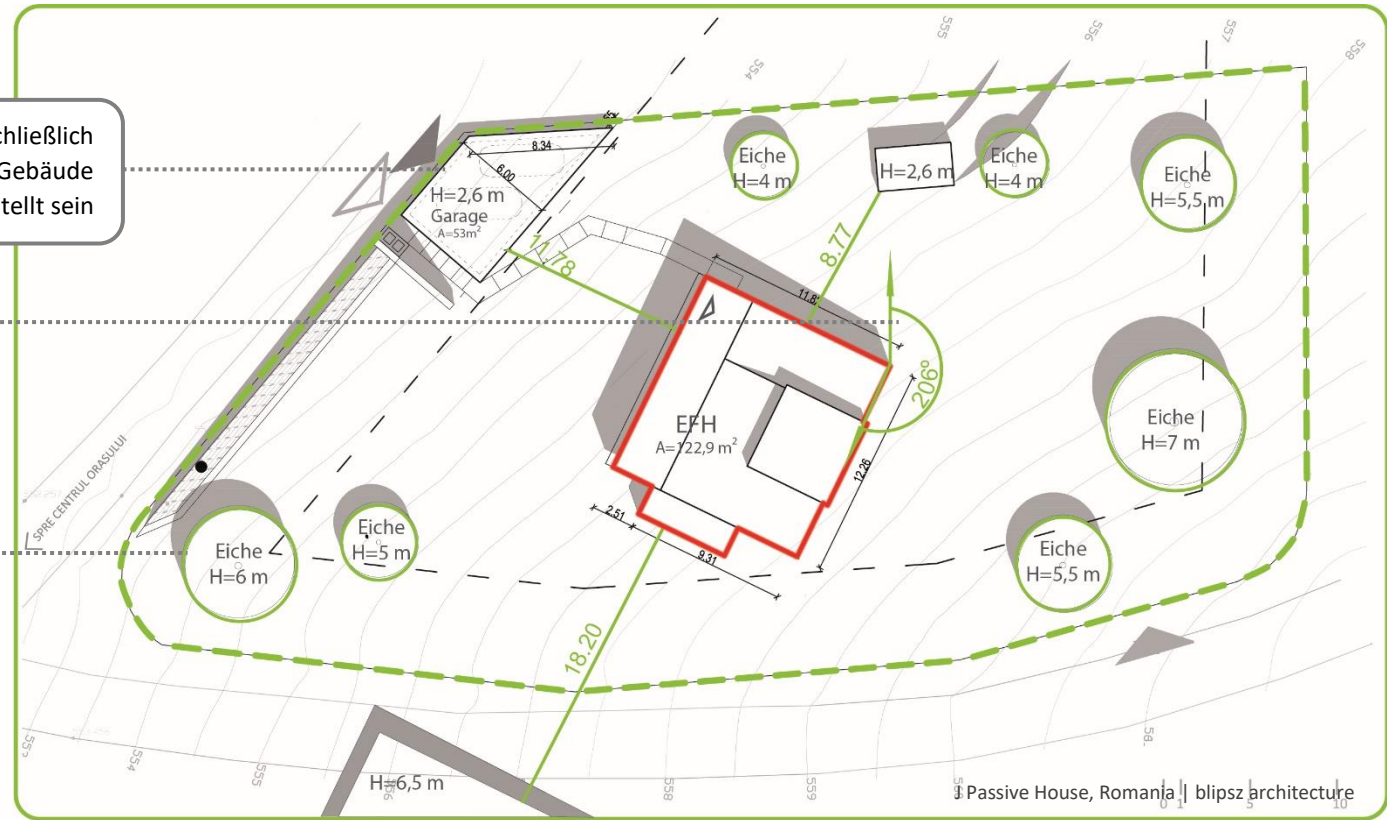 chließlich
Gebäude
tellt sein
555
556
557
558
554
8.34
6.00
H=2,6 m
Garage
A=53m²
Eiche
H=4 m
H=2,6 m
Eiche
H=4 m
Eiche
H=5,5 m
11.78
8.77
206°
EFH
A=122,9 m²
12.26
Eiche
H=7 m
SPRE CENTRUL ORASULUI
2.51
9.31
Eiche
H=6 m
Eiche
H=5 m
Eiche
H=5,5 m
18.20
554
555
H=6,5 m
558
559
Passive House, Romania | blipsz architecture
0 1 5 10